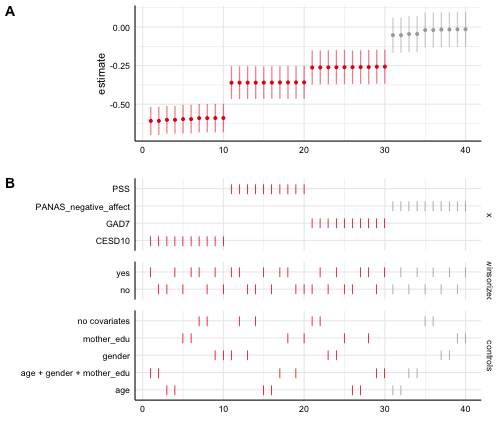 A
0.00
-0.25
-0.50
estimate
0
10
20
30
40
B
PSS
PANAS_negative_affect
GAD7
CESD10
x
yes
no
winsorized
no covariates
mother_edu
gender
age + gender + mother_edu
age
controls
0
10
20
30
40